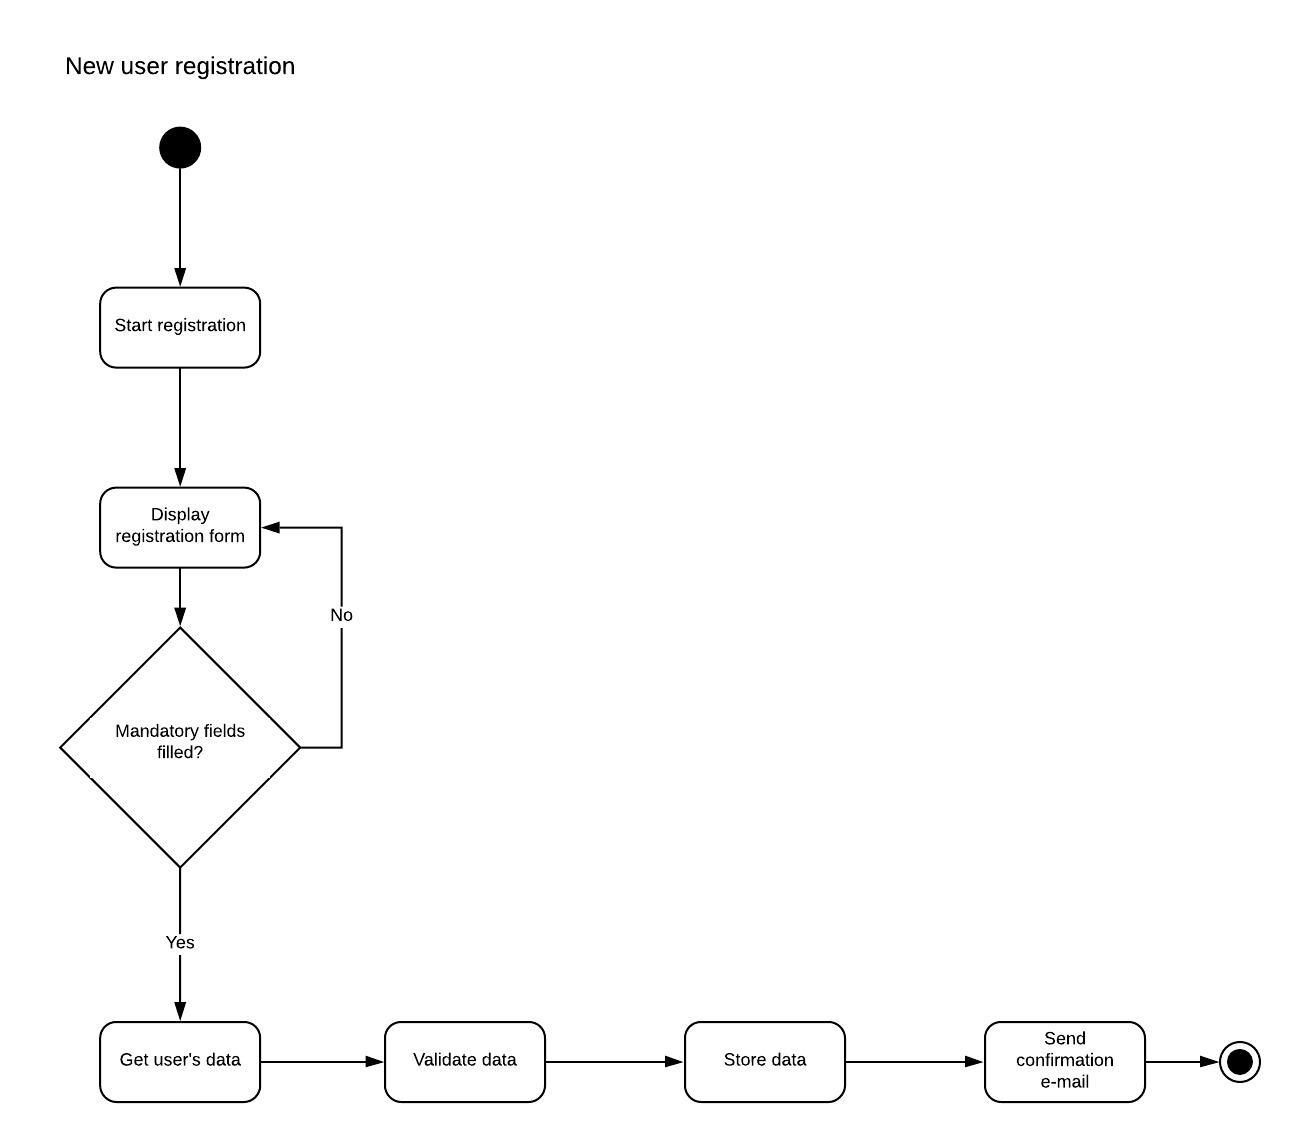 New user registration
Start registration
Display
registration form
No
Mandatory fields
filled?
Yes
Get user's data
Validate data
Store data
Send
confirmation
e-mail